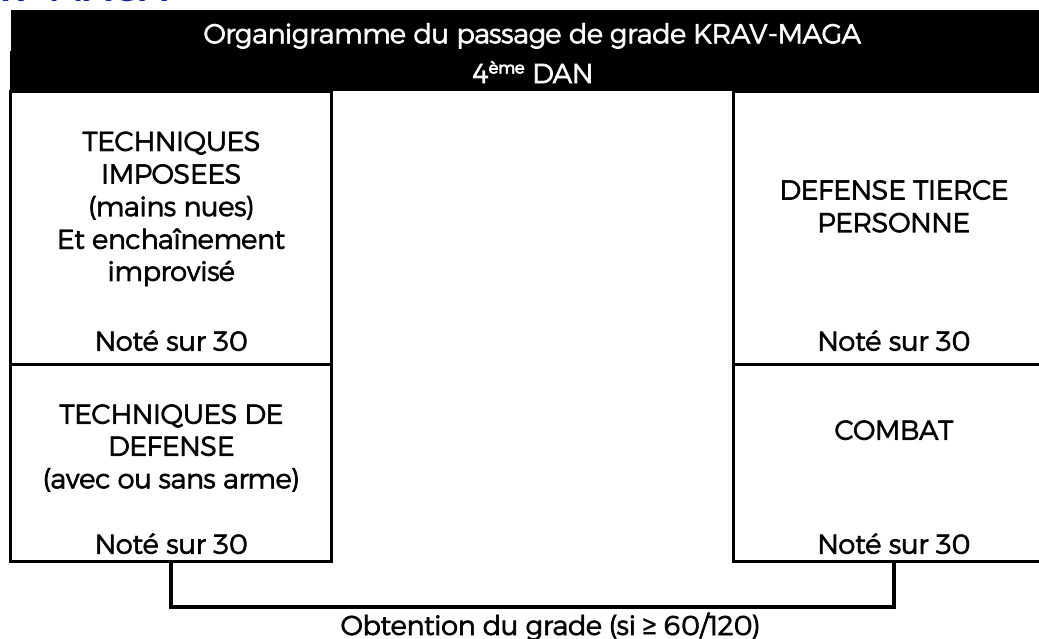 Organigramme du passage de grade KRAV-MAGA
4ème DAN
TECHNIQUES
IMPOSEES
(mains nues)
Et enchaînement
improvisé
Noté sur 30
DEFENSE TIERCE
PERSONNE
Noté sur 30
TECHNIQUES DE
DEFENSE
(avec ou sans arme)
Noté sur 30
COMBAT
Noté sur 30
Obtention du grade (si ≥ 60/120)